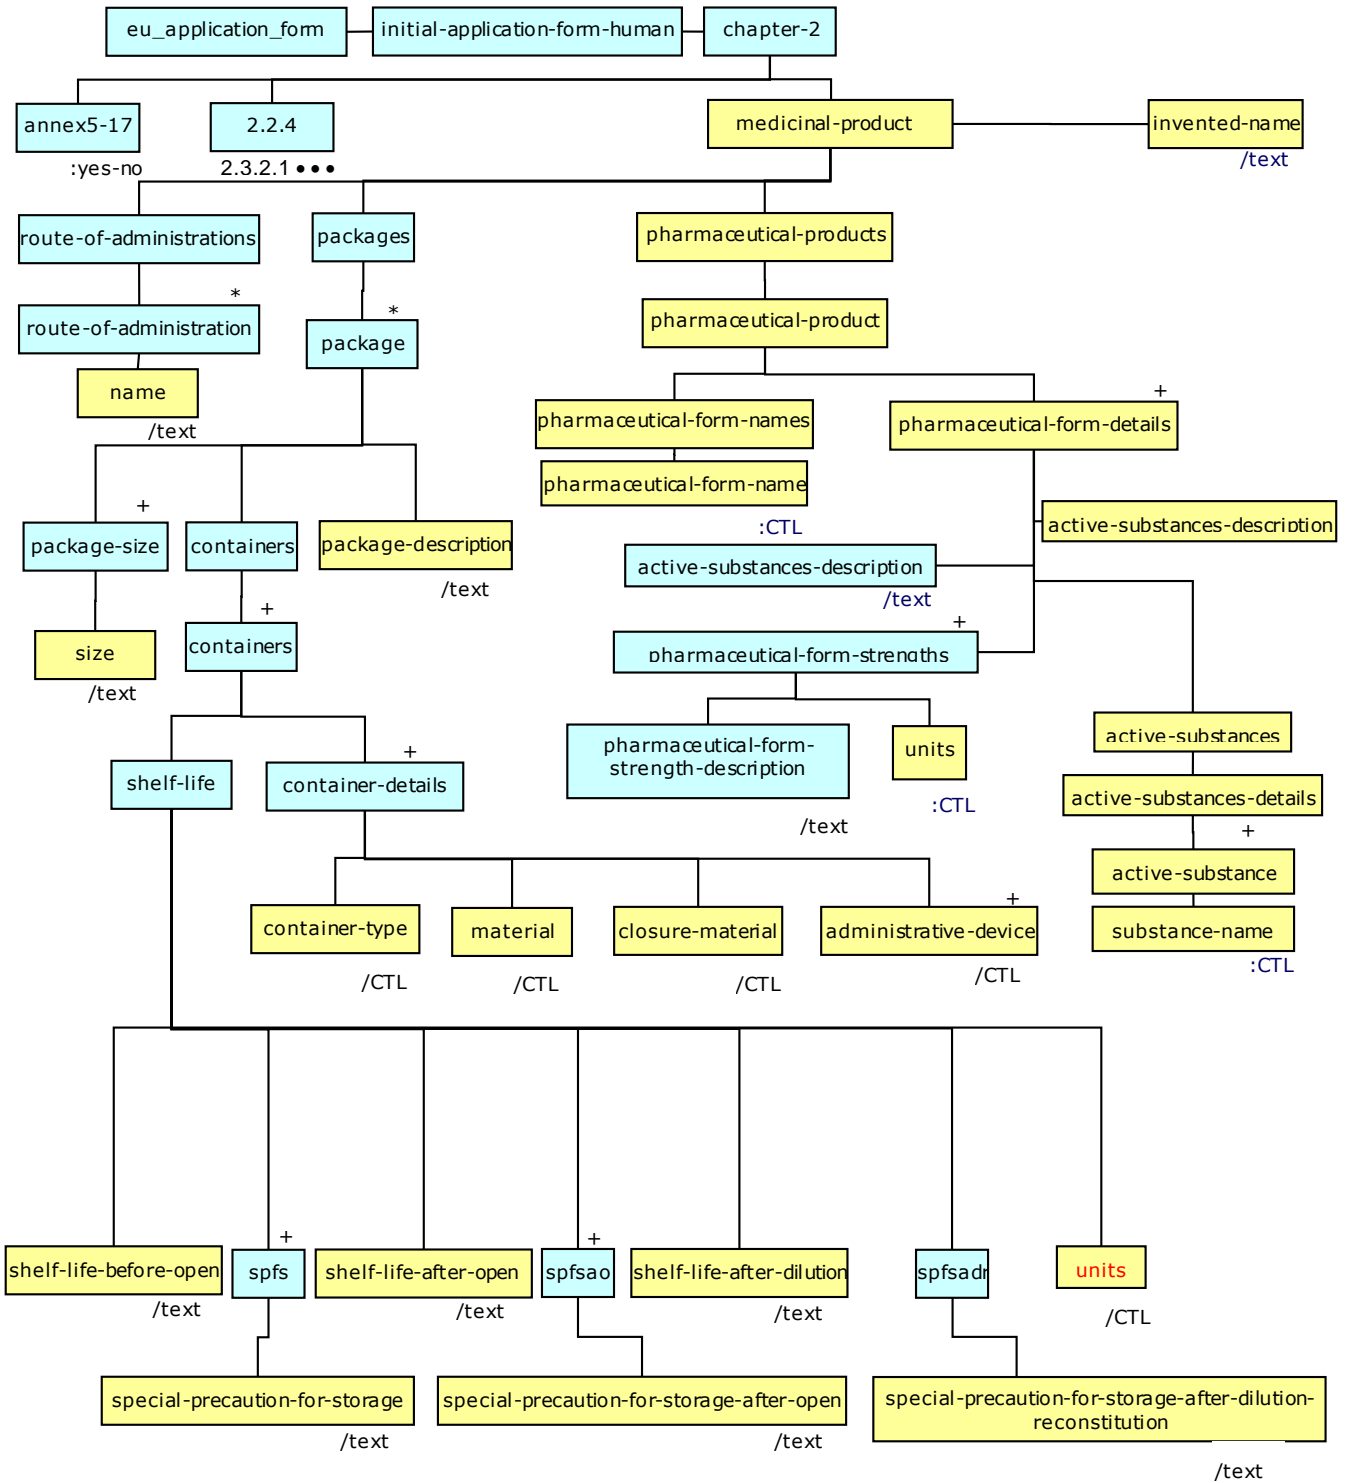 eu_application_form
initial-application-form-human
chapter-2
annex5-17
:yes-no
2.2.4
2.3.2.1 •••
medicinal-product
invented-name
/text
route-of-administrations
packages
pharmaceutical-products
*
route-of-administration
*
package
pharmaceutical-product
name
/text
pharmaceutical-form-names
+
pharmaceutical-form-details
pharmaceutical-form-name
:CTL
+
package-size
containers
package-description
/text
active-substances-description
active-substances-description
/text
+
containers
size
/text
+
pharmaceutical-form-strengths
shelf-life
+
container-details
pharmaceutical-form-
strength-description
/text
units
:CTL
active-substances
active-substances-details
+
active-substance
substance-name
:CTL
container-type
/CTL
material
/CTL
closure-material
/CTL
+
administrative-device
/CTL
shelf-life-before-open
/text
+
spfs
shelf-life-after-open
/text
+
spfsao
shelf-life-after-dilution
/text
spfsadr
units
/CTL
special-precaution-for-storage
/text
special-precaution-for-storage-after-open
/text
special-precaution-for-storage-after-dilution-
reconstitution
/text